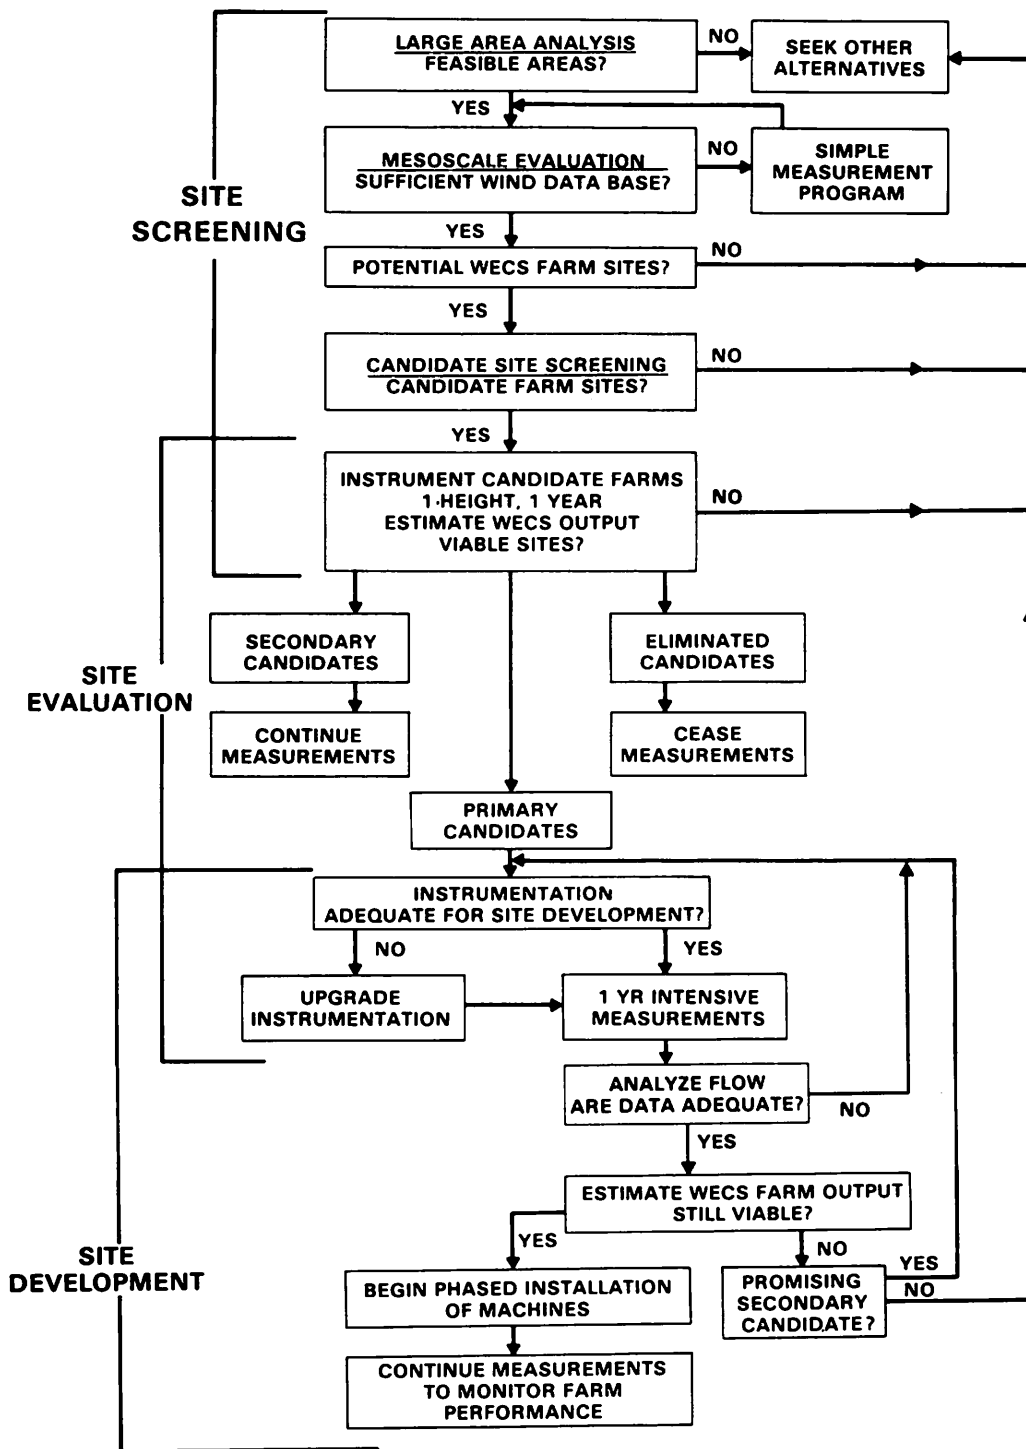 LARGE AREA ANALYSIS
FEASIBLE AREAS?
NO
SEEK OTHER
ALTERNATIVES
YES
MESOSCALE EVALUATION
SUFFICIENT WIND DATA BASE?
NO
SIMPLE
MEASUREMENT
PROGRAM
SITE
SCREENING
YES
POTENTIAL WECS FARM SITES?
NO
YES
CANDIDATE SITE SCREENING
CANDIDATE FARM SITES?
NO
YES
INSTRUMENT CANDIDATE FARMS
1-HEIGHT, 1 YEAR
ESTIMATE WECS OUTPUT
VIABLE SITES?
NO
SECONDARY
CANDIDATES
ELIMINATED
CANDIDATES
SITE
EVALUATION
CONTINUE
MEASUREMENTS
CEASE
MEASUREMENTS
PRIMARY
CANDIDATES
INSTRUMENTATION
ADEQUATE FOR SITE DEVELOPMENT?
NO
YES
UPGRADE
INSTRUMENTATION
1 YR INTENSIVE
MEASUREMENTS
ANALYZE FLOW
ARE DATA ADEQUATE?
NO
YES
ESTIMATE WECS FARM OUTPUT
STILL VIABLE?
YES
NO
SITE
DEVELOPMENT
BEGIN PHASED INSTALLATION
OF MACHINES
PROMISING
SECONDARY
CANDIDATE?
YES
NO
CONTINUE MEASUREMENTS
TO MONITOR FARM
PERFORMANCE